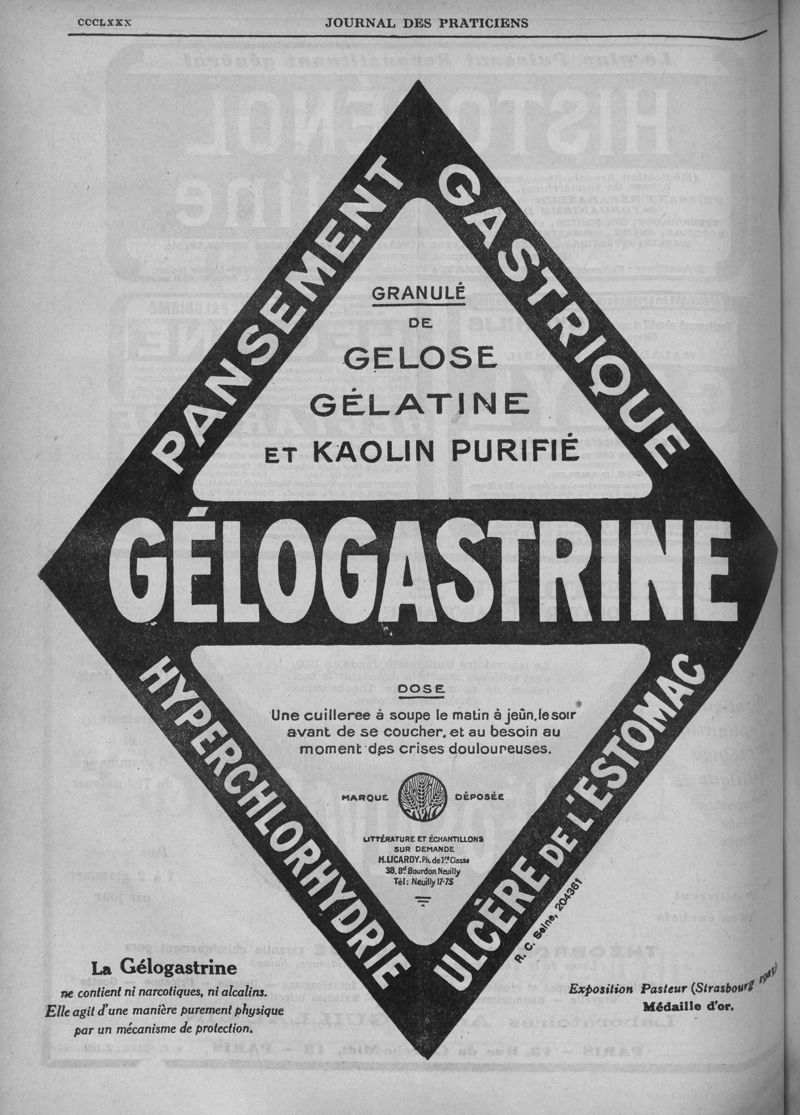 CCCLXXX
JOURNAL DES PRATICIENS
PANSEMENT
GASTRIQUE
GRANULÉ
DE
GELOSE
GÉLATINE
ET KAOLIN PURIFIÉ
GÉLOGASTRINE
HYPERCHLORHYDRIE
ULCÈRE DE L'ESTOMAC
DOSE
Une cuilleree à soupe le matin à jeûn, le soir
avant de se coucher, et au besoin au
moment des crises douloureuses.
MARQUE DÉPOSÉE
LITTÉRATURE ET ÉCHANTILLONS
SUR DEMANDE
H. LICARDY. Ph. de 1re Classe
38, Bd Bourdon, Neuilly
Tél: Neuilly 17-75
R. C. Seine, 204361
La Gélogastrine
ne contient ni narcotiques, ni alcalins.
Elle agit d'une manière purement physique
par un mécanisme de protection.
Exposition Pasteur (Strasbourg
Médaille d'or.